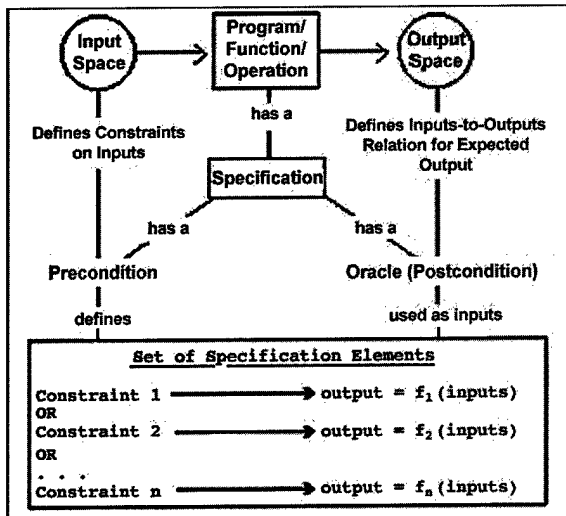 Input
Space
Program/
Function/
Operation
Output
Space
Defines Constraints
on Inputs
has a
Defines Inputs-to-Outputs
Relation for Expected
Output
Specification
has a
has a
Precondition
Oracle (Postcondition)
defines
used as inputs
Set of Specification Elements
Constraint 1 output = f₁(inputs)
OR
Constraint 2 output = f₂(inputs)
OR
. . .
Constraint n output = fₙ(inputs)